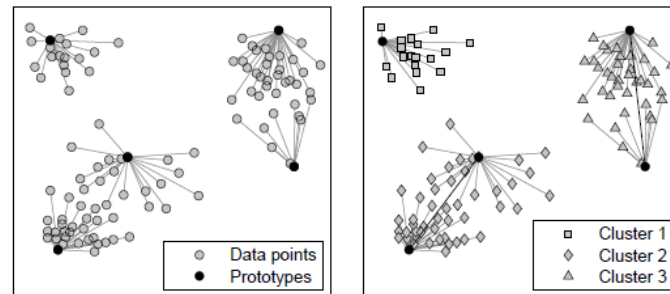 Data points
Prototypes
Cluster 1
Cluster 2
Cluster 3